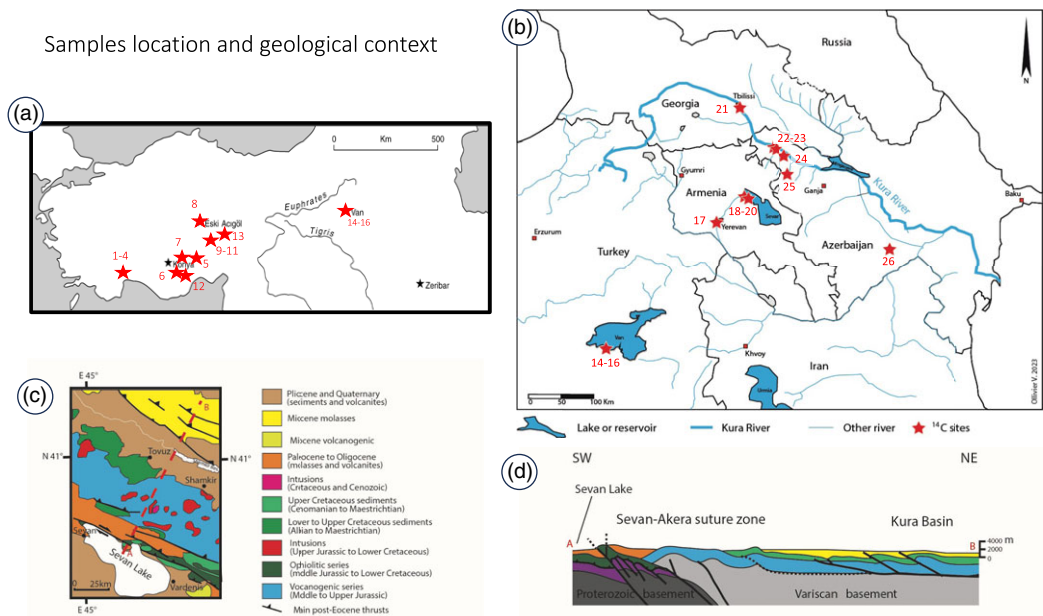 Samples location and geological context
(a)
0 Km 500
8
Eski Acıgöl
13
9-11
7
Konya
5
1-4
6
12
Euphrates
Van
14-16
Tigris
Zeribar
(b)
Russia
N
Georgia
Tbilissi
21
22-23
24
25
Gyumri
Armenia
Ganja
Kura River
Baku
18-20
Sevan
17
Yerevan
Erzurum
Turkey
Azerbaijan
26
Van
14-16
Khvoy
Iran
Urmia
0 50 100 Km
Ollivier V. 2023
Lake or reservoir
Kura River
Other river
14C sites
(c)
E 45°
B
Tovuz
N 41°
N 41°
Shamkir
Sevan
A
Sevan Lake
0 25km
Vardenis
E 45°
Pliocene and Quaternary
(sediments and volcanites)
Miocene molasses
Miocene volcanogenic
Paleocene to Oligocene
(molasses and volcanites)
Intrusions
(Cretaceous and Cenozoic)
Upper Cretaceous sediments
(Cenomanian to Maestrichtian)
Lower to Upper Cretaceous sediments
(Albian to Maestrichtian)
Intrusions
(Upper Jurassic to Lower Cretaceous)
Ophiolitic series
(mddle Jurassic to Lower Cretaceous)
Vocanogenic series
(Mddle to Upper Jurassic)
Main post-Eocene thrusts
(d)
SW
NE
Sevan Lake
Sevan-Akera suture zone
Kura Basin
A
B
4000 m
2000
0
Proterozoic basement
Variscan basement